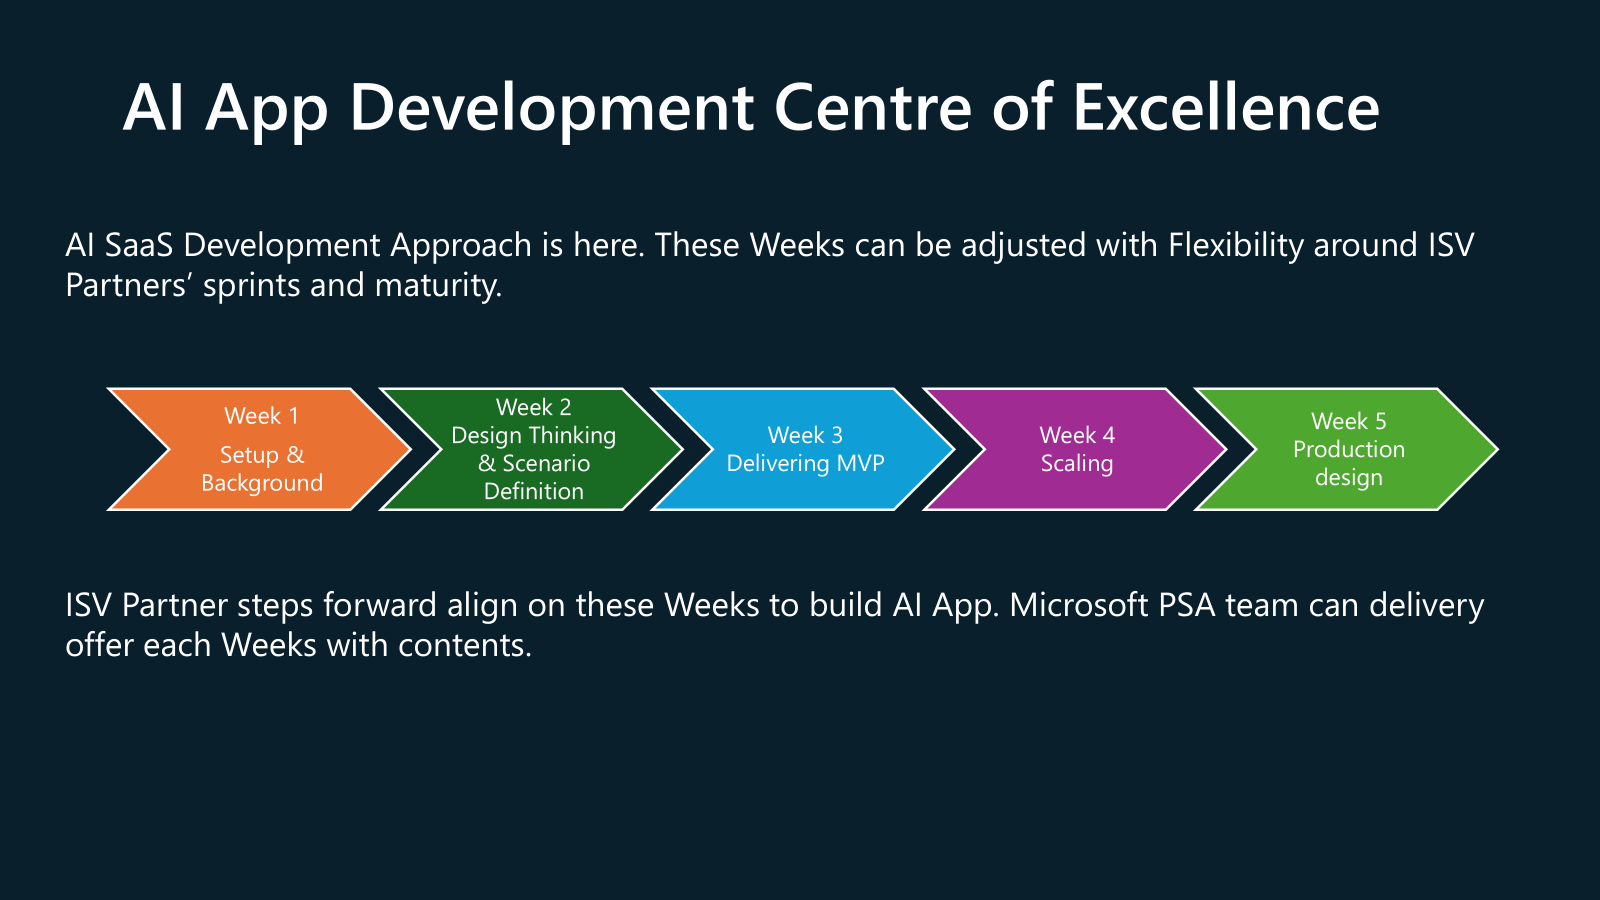 AI App Development Centre of Excellence
AI SaaS Development Approach is here. These Weeks can be adjusted with Flexibility around ISV
Partners’ sprints and maturity.
Week 1
Setup &
Background
Week 2
Design Thinking
& Scenario
Definition
Week 3
Delivering MVP
Week 4
Scaling
Week 5
Production
design
ISV Partner steps forward align on these Weeks to build AI App. Microsoft PSA team can delivery
offer each Weeks with contents.